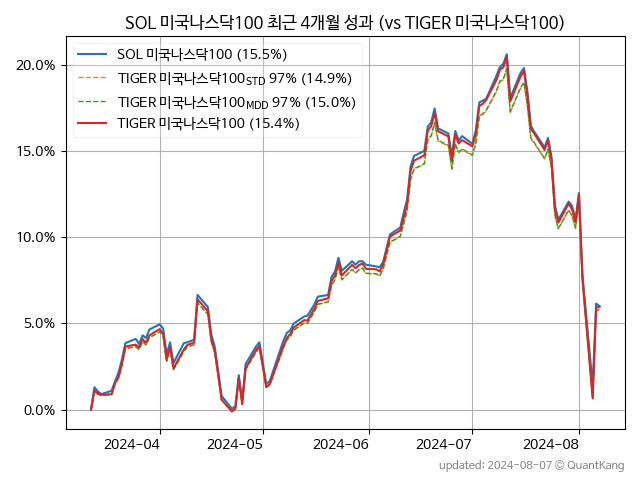 SOL 미국나스닥100 최근 4개월 성과 (vs TIGER 미국나스닥100)
SOL 미국나스닥100 (15.5%)
TIGER 미국나스닥100STD 97% (14.9%)
TIGER 미국나스닥100MDD 97% (15.0%)
TIGER 미국나스닥100 (15.4%)
20.0%
15.0%
10.0%
5.0%
0.0%
2024-04 2024-05 2024-06 2024-07 2024-08
updated: 2024-08-07 © QuantKang